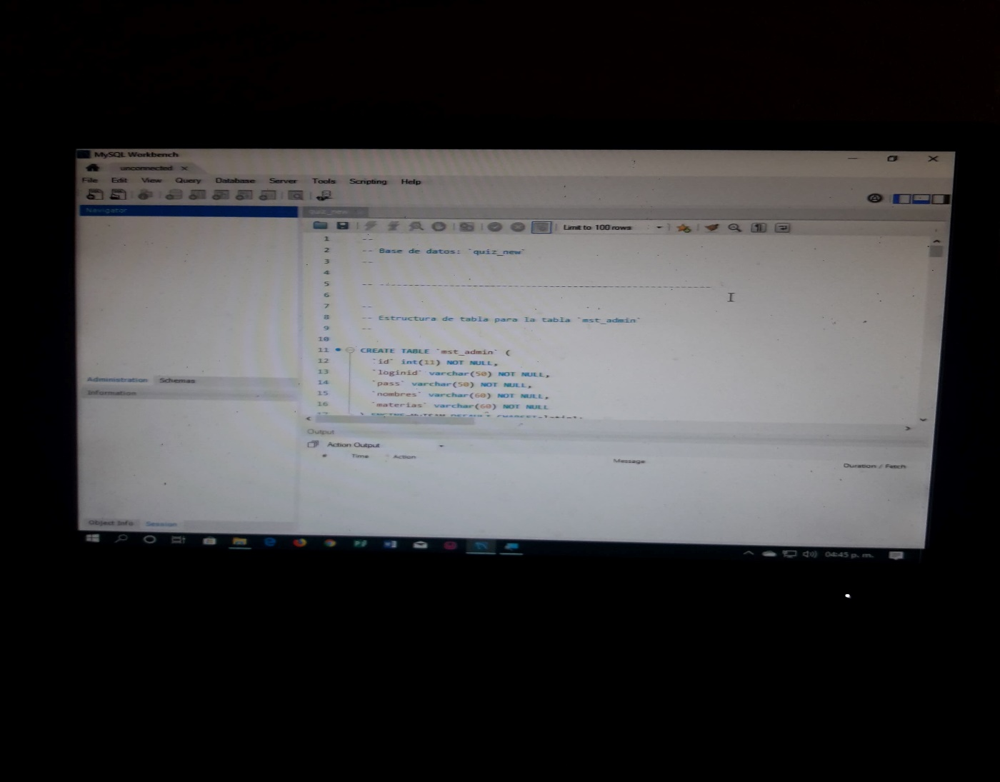 MySQL Workbench
unconnected
File Edit View Query Database Server Tools Scripting Help
Navigator
quiz_new
Limit to 100 rows
1 --
2 -- Base de datos: `quiz_new`
3 --
4
5 -- --------------------------------------------------------
6
7 --
8 -- Estructura de tabla para la tabla `mst_admin`
9 --
10
11 CREATE TABLE `mst_admin` (
12 `id` int(11) NOT NULL,
13 `loginid` varchar(50) NOT NULL,
14 `pass` varchar(50) NOT NULL,
15 `nombres` varchar(60) NOT NULL,
16 `materias` varchar(60) NOT NULL
Administration Schemas
Information
Output
Action Output
# Time Action Message Duration / Fetch
Object Info Session
04:45 p. m.